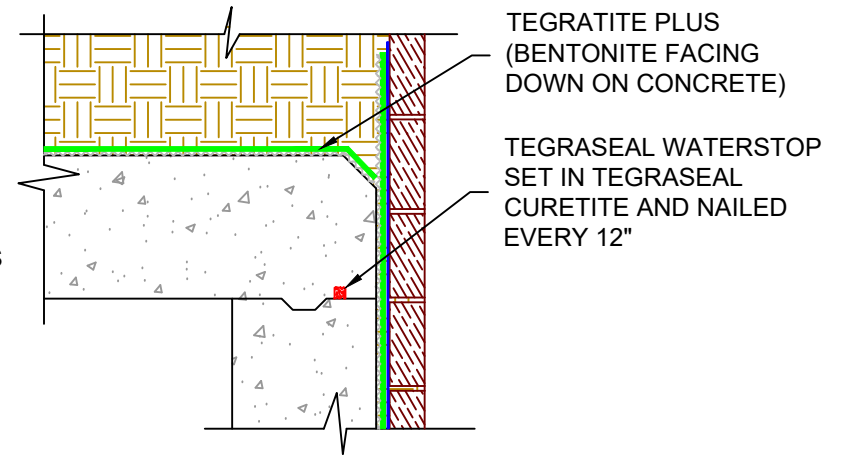 TEGRATITE PLUS
(BENTONITE FACING
DOWN ON CONCRETE)
TEGRASEAL WATERSTOP
SET IN TEGRASEAL
CURETITE AND NAILED
EVERY 12"
S